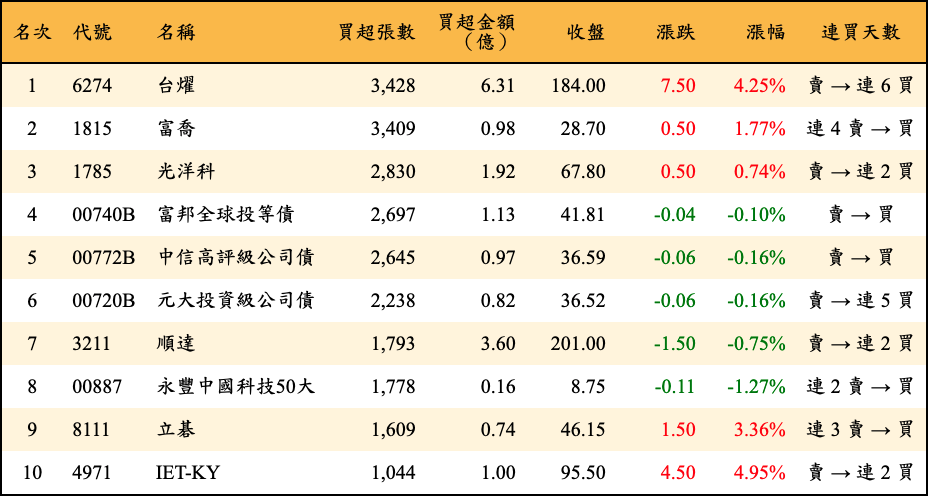 名次 代號 名稱 買超張數 買超金額（億） 收盤 漲跌 漲幅 連買天數
1 6274 台燿 3,428 6.31 184.00 7.50 4.25% 賣 → 連 6 買
2 1815 富喬 3,409 0.98 28.70 0.50 1.77% 連 4 賣 → 買
3 1785 光洋科 2,830 1.92 67.80 0.50 0.74% 賣 → 連 2 買
4 00740B 富邦全球投等債 2,697 1.13 41.81 -0.04 -0.10% 賣 → 買
5 00772B 中信高評級公司債 2,645 0.97 36.59 -0.06 -0.16% 賣 → 買
6 00720B 元大投資級公司債 2,238 0.82 36.52 -0.06 -0.16% 賣 → 連 5 買
7 3211 順達 1,793 3.60 201.00 -1.50 -0.75% 賣 → 連 2 買
8 00887 永豐中國科技50大 1,778 0.16 8.75 -0.11 -1.27% 連 2 賣 → 買
9 8111 立碁 1,609 0.74 46.15 1.50 3.36% 連 3 賣 → 買
10 4971 IET-KY 1,044 1.00 95.50 4.50 4.95% 賣 → 連 2 買